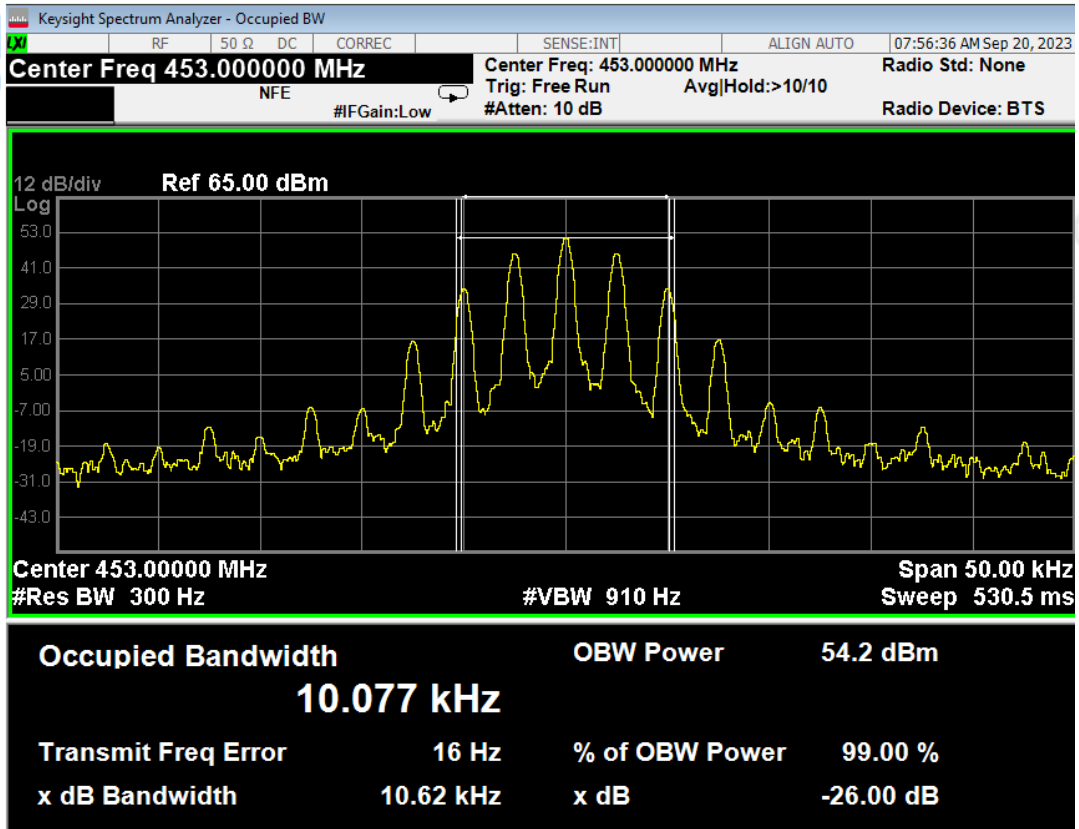 Keysight Spectrum Analyzer - Occupied BW
LXI RF 50 Ω DC CORREC SENSE:INT ALIGN AUTO 07:56:36 AM Sep 20, 2023
Center Freq 453.000000 MHz Center Freq: 453.000000 MHz Radio Std: None
NFE Trig: Free Run Avg|Hold:>10/10
#IFGain:Low #Atten: 10 dB Radio Device: BTS
12 dB/div Ref 65.00 dBm
Log
53.0
41.0
29.0
17.0
5.00
-7.00
-19.0
-31.0
-43.0
Center 453.00000 MHz Span 50.00 kHz
#Res BW 300 Hz #VBW 910 Hz Sweep 530.5 ms
Occupied Bandwidth OBW Power 54.2 dBm
10.077 kHz
Transmit Freq Error 16 Hz % of OBW Power 99.00 %
x dB Bandwidth 10.62 kHz x dB -26.00 dB